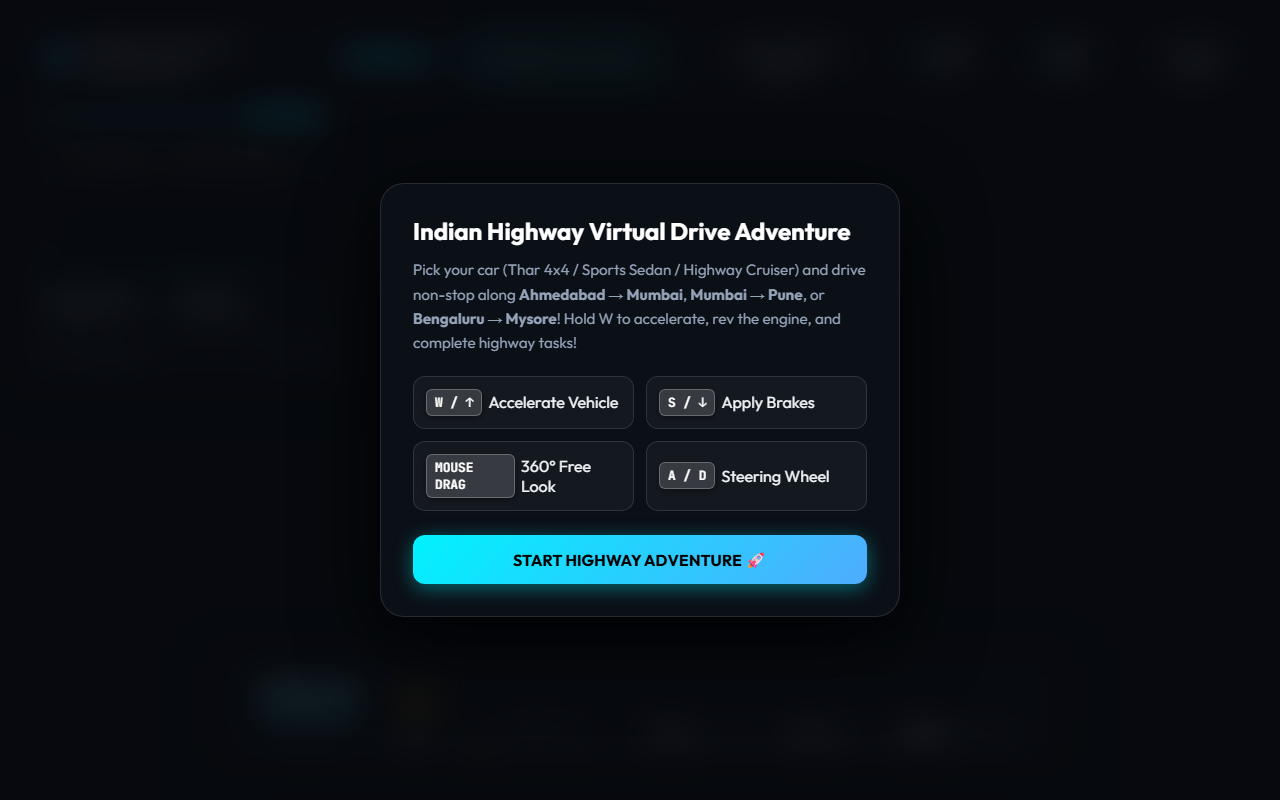 Indian Highway Virtual Drive Adventure
Pick your car (Thar 4x4 / Sports Sedan / Highway Cruiser) and drive
non-stop along Ahmedabad → Mumbai, Mumbai → Pune, or
Bengaluru → Mysore! Hold W to accelerate, rev the engine, and
complete highway tasks!
W / ↑ Accelerate Vehicle
S / ↓ Apply Brakes
MOUSE DRAG 360° Free Look
A / D Steering Wheel
START HIGHWAY ADVENTURE 🚀